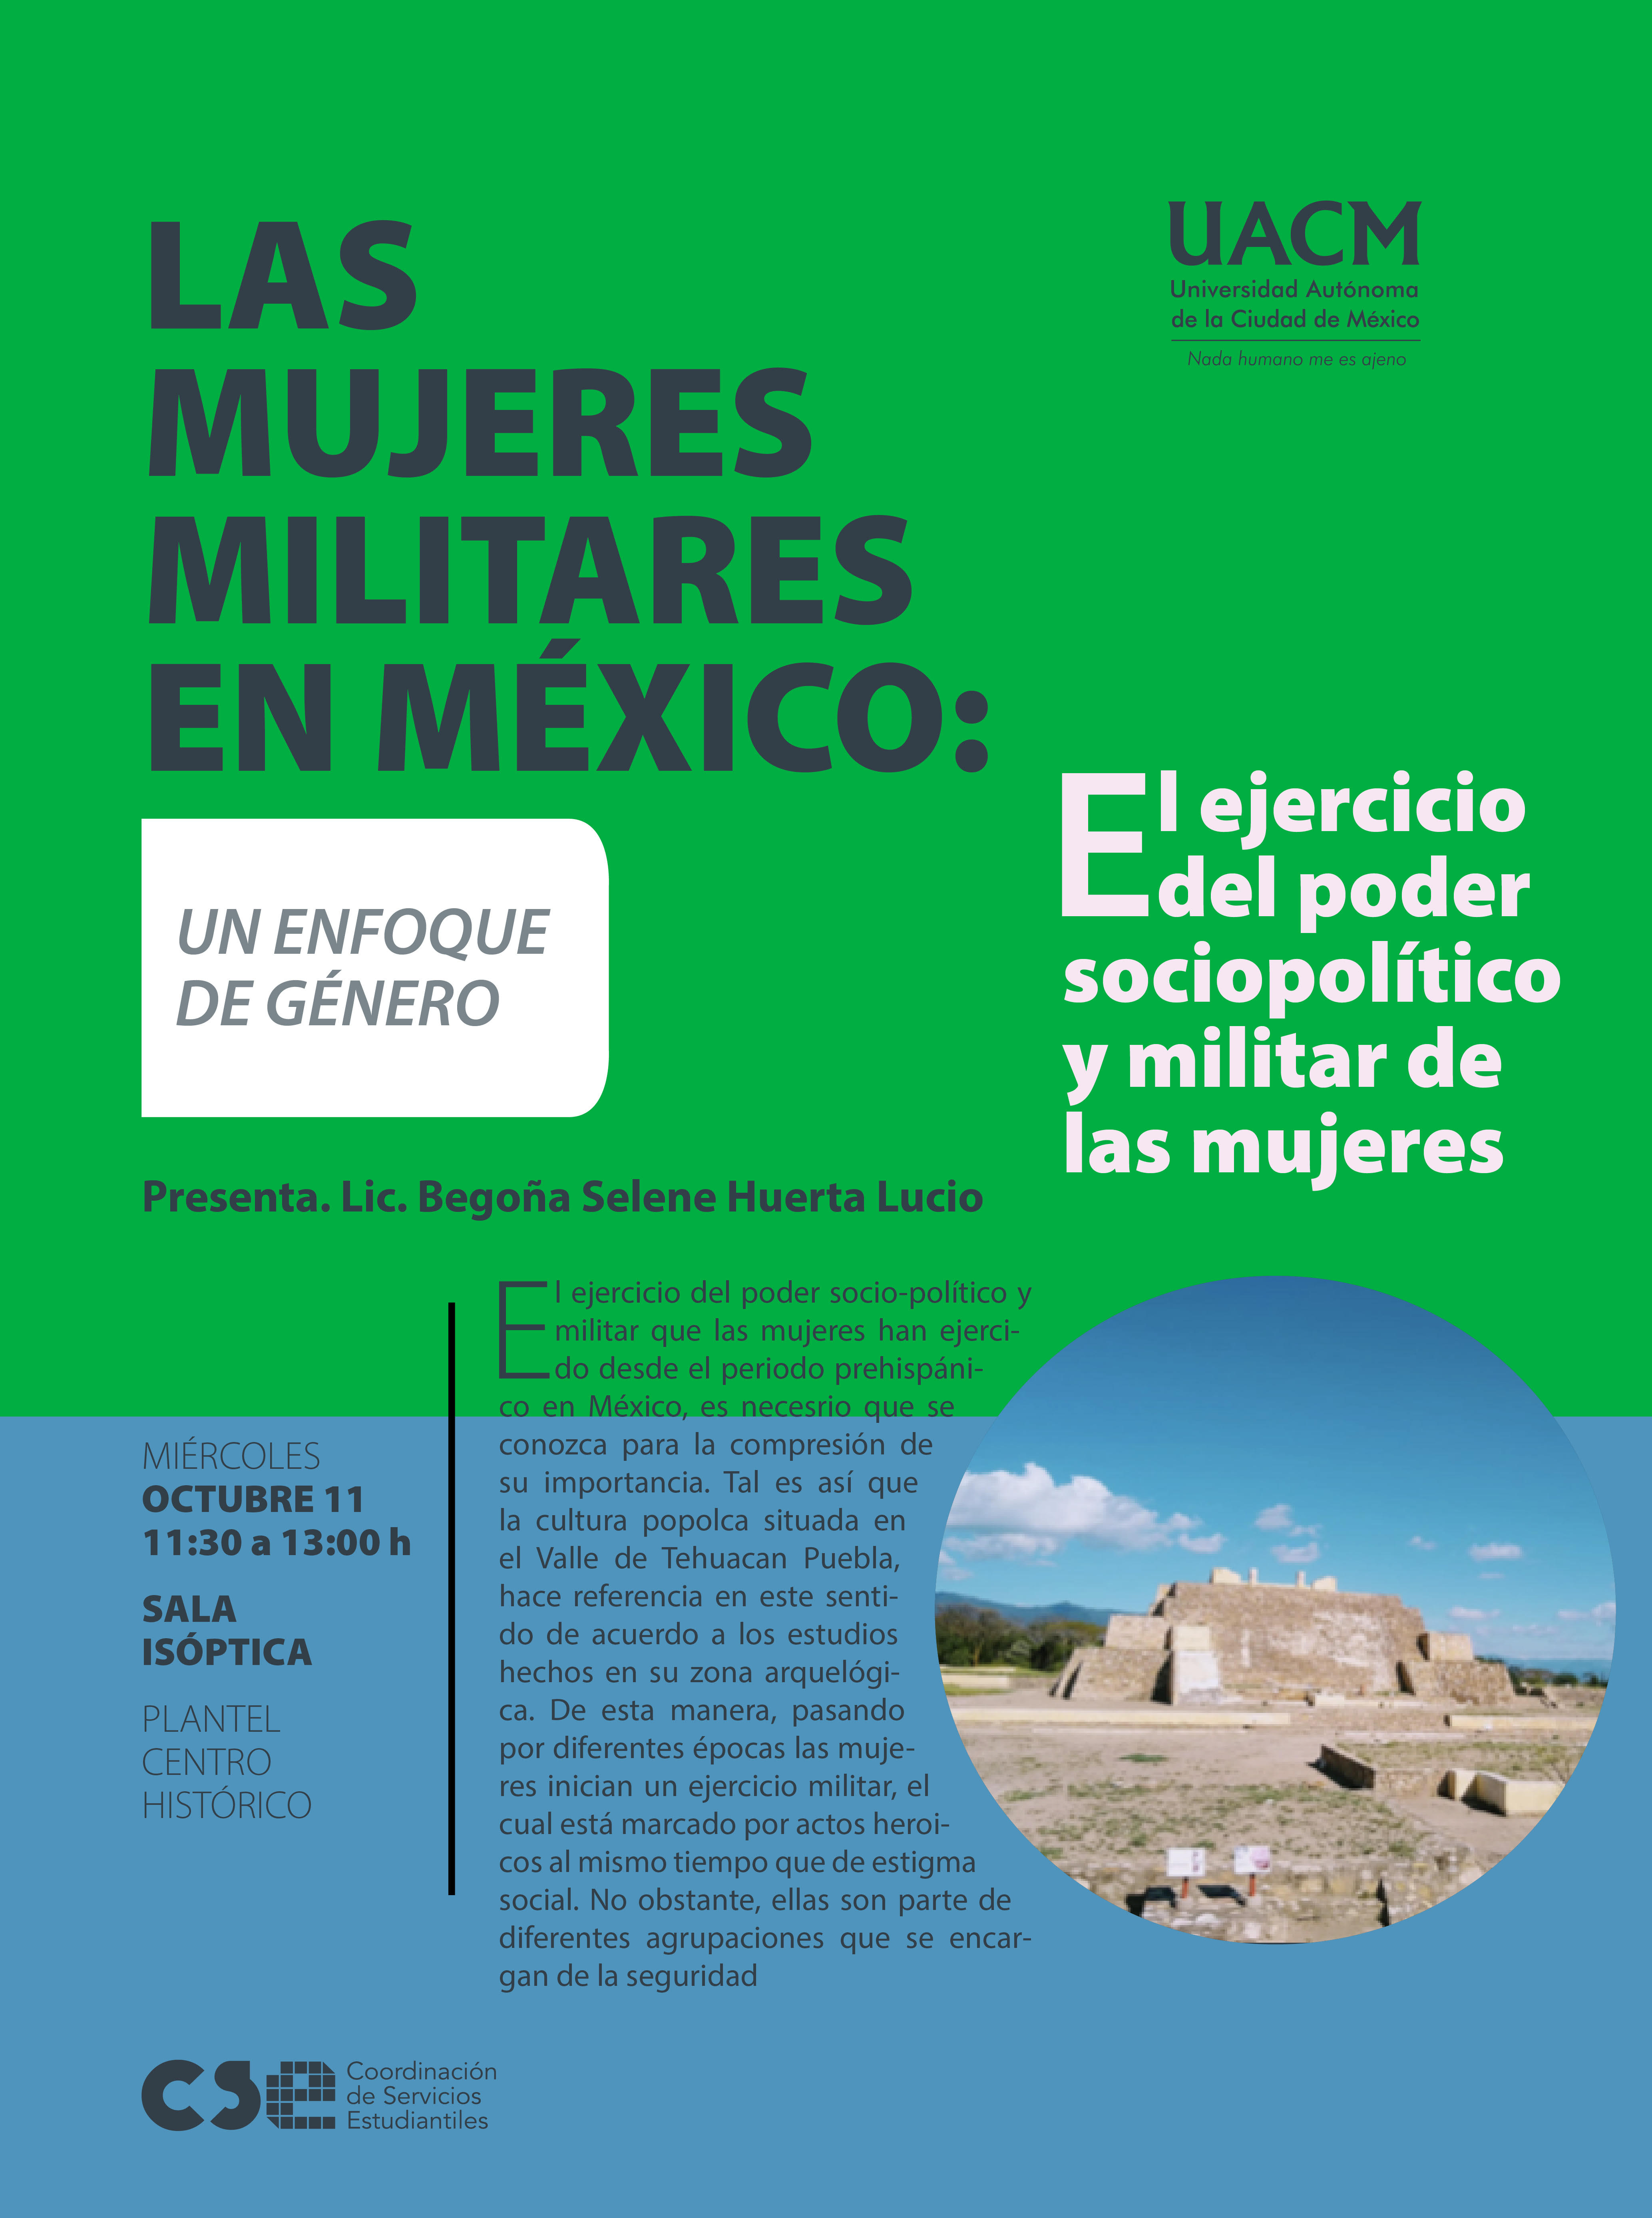 LAS
MUJERES
MILITARES
EN MÉXICO:
UACM
Universidad Autónoma
de la Ciudad de México
Nada humano me es ajeno
UN ENFOQUE
DE GÉNERO
El ejercicio
del poder
sociopolítico
y militar de
las mujeres
Presenta. Lic. Begoña Selene Huerta Lucio
MIÉRCOLES
OCTUBRE 11
11:30 a 13:00 h
SALA
ISÓPTICA
PLANTEL
CENTRO
HISTÓRICO
El ejercicio del poder socio-político y
militar que las mujeres han ejerci-
do desde el periodo prehispáni-
co en México, es necesrio que se
conozca para la compresión de
su importancia. Tal es así que
la cultura popolca situada en
el Valle de Tehuacan Puebla,
hace referencia en este senti-
do de acuerdo a los estudios
hechos en su zona arquelógi-
ca. De esta manera, pasando
por diferentes épocas las muje-
res inician un ejercicio militar, el
cual está marcado por actos heroi-
cos al mismo tiempo que de estigma
social. No obstante, ellas son parte de
diferentes agrupaciones que se encar-
gan de la seguridad
cse
Coordinación
de Servicios
Estudiantiles